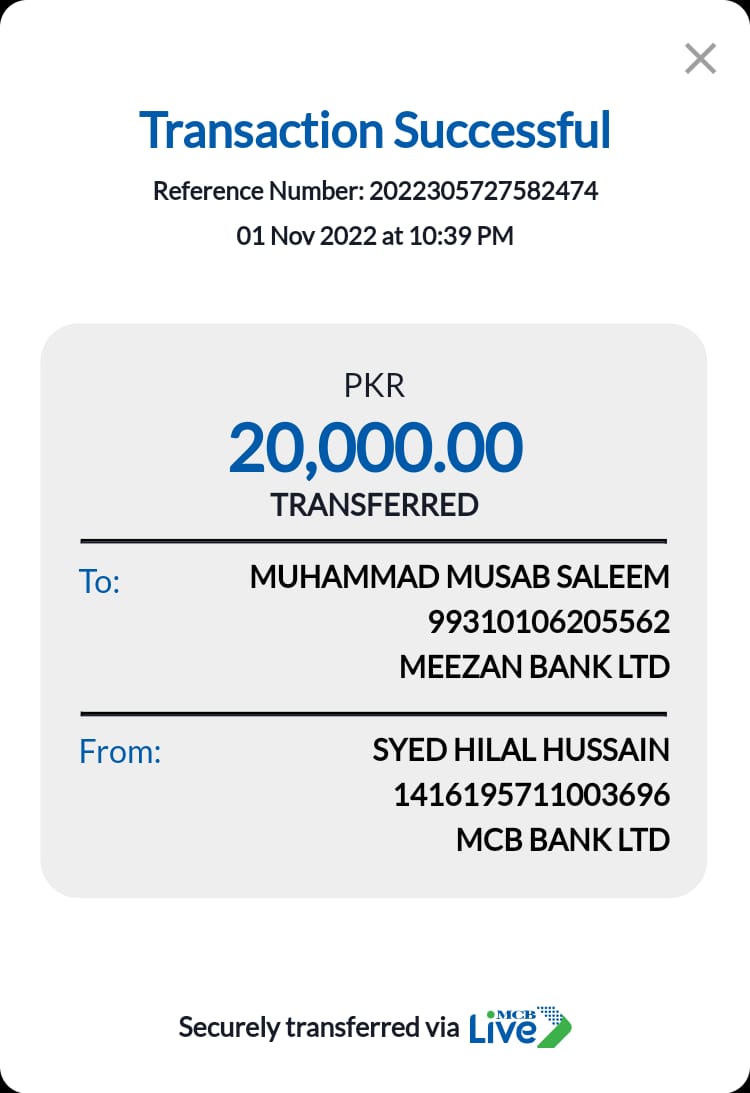 Transaction Successful
Reference Number: 2022305727582474
01 Nov 2022 at 10:39 PM
PKR
20,000.00
TRANSFERRED
To:
MUHAMMAD MUSAB SALEEM
99310106205562
MEEZAN BANK LTD
From:
SYED HILAL HUSSAIN
1416195711003696
MCB BANK LTD
Securely transferred via MCB Live